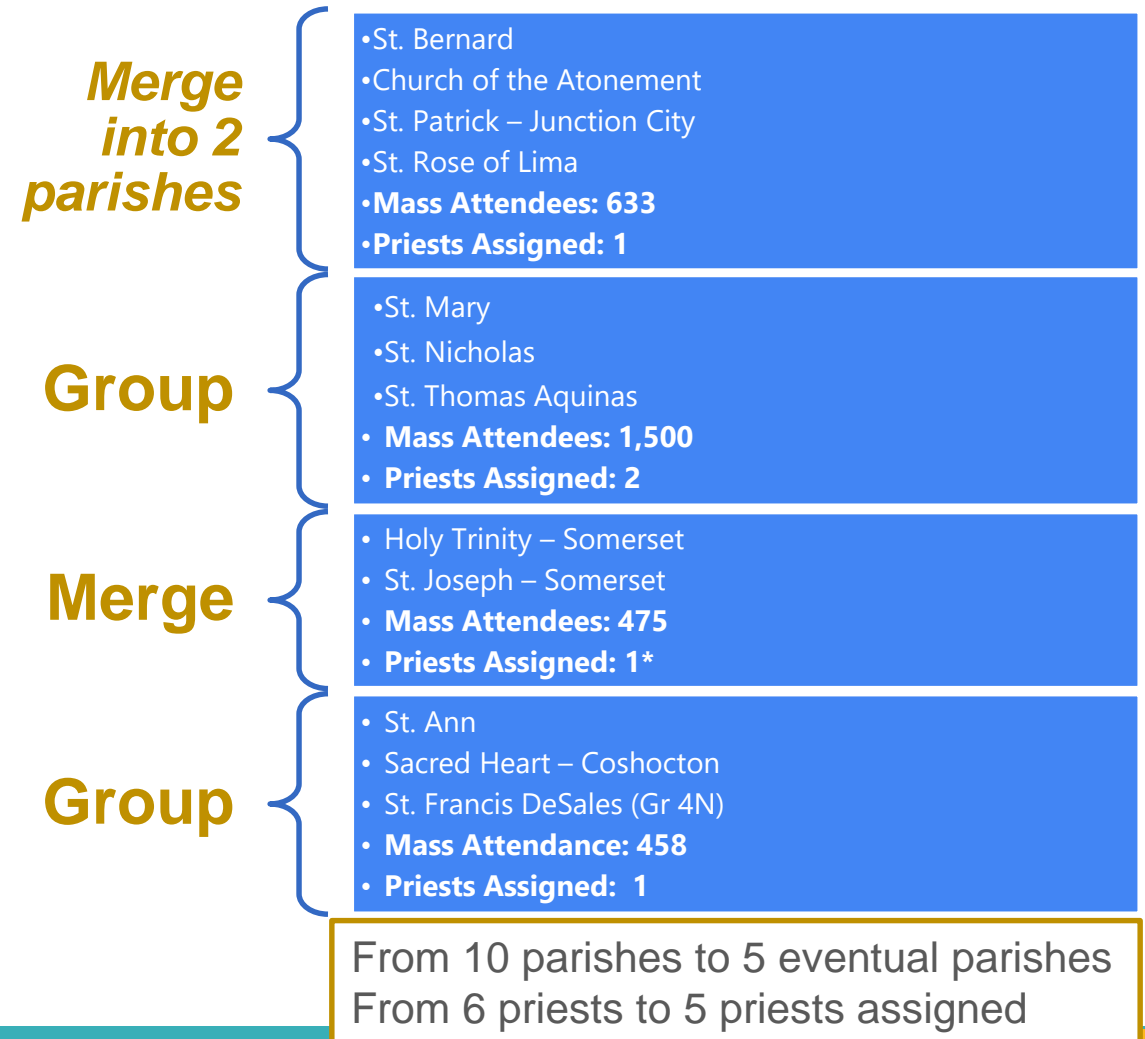 Merge
into 2
parishes
•St. Bernard
•Church of the Atonement
•St. Patrick – Junction City
•St. Rose of Lima
•Mass Attendees: 633
•Priests Assigned: 1
Group
•St. Mary
•St. Nicholas
•St. Thomas Aquinas
• Mass Attendees: 1,500
• Priests Assigned: 2
Merge
• Holy Trinity – Somerset
• St. Joseph – Somerset
• Mass Attendees: 475
• Priests Assigned: 1*
Group
• St. Ann
• Sacred Heart – Coshocton
• St. Francis DeSales (Gr 4N)
• Mass Attendance: 458
• Priests Assigned: 1
From 10 parishes to 5 eventual parishes
From 6 priests to 5 priests assigned